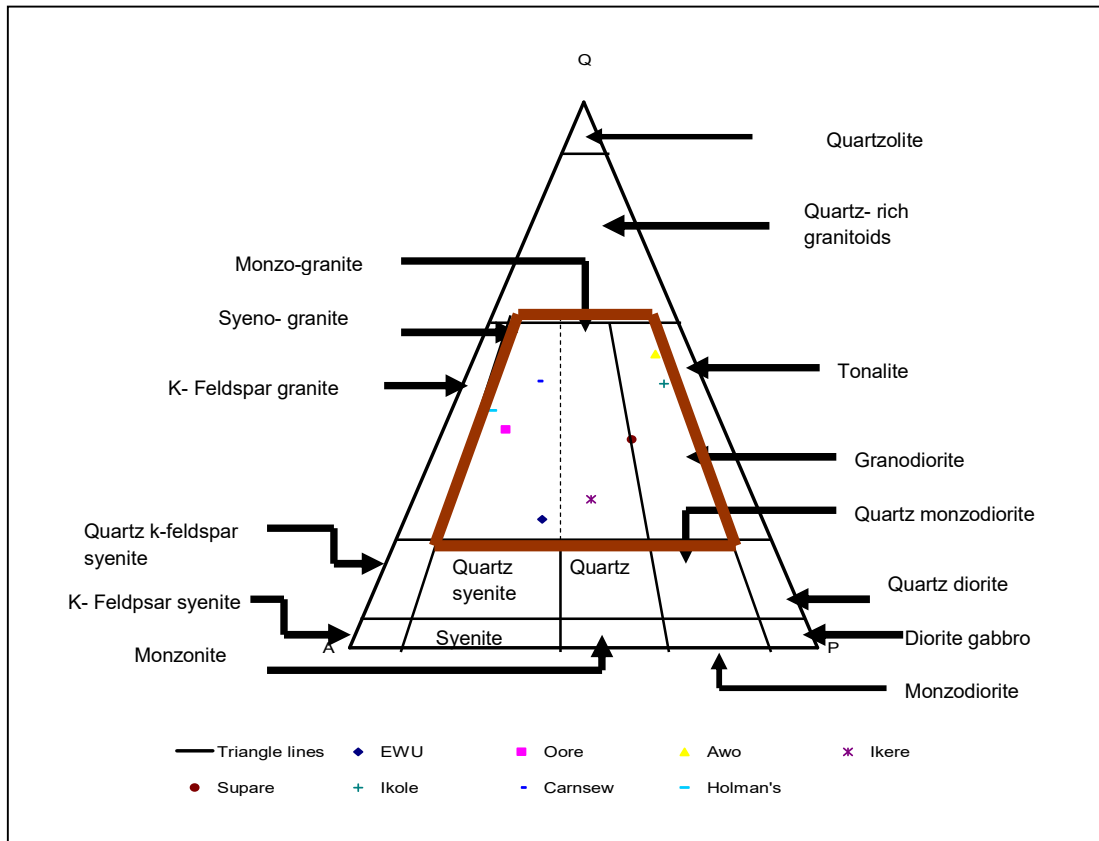 Q
Quartzolite
Quartz- rich
granitoids
Monzo-granite
Syeno- granite
K- Feldspar granite
Tonalite
Granodiorite
Quartz k-feldspar
syenite
Quartz monzodiorite
Quartz
syenite
Quartz
Quartz diorite
K- Feldpsar syenite
Syenite
Diorite gabbro
A
P
Monzonite
Monzodiorite
Triangle lines
EWU
Oore
Awo
Ikere
Supare
Ikole
Carnsew
Holman's